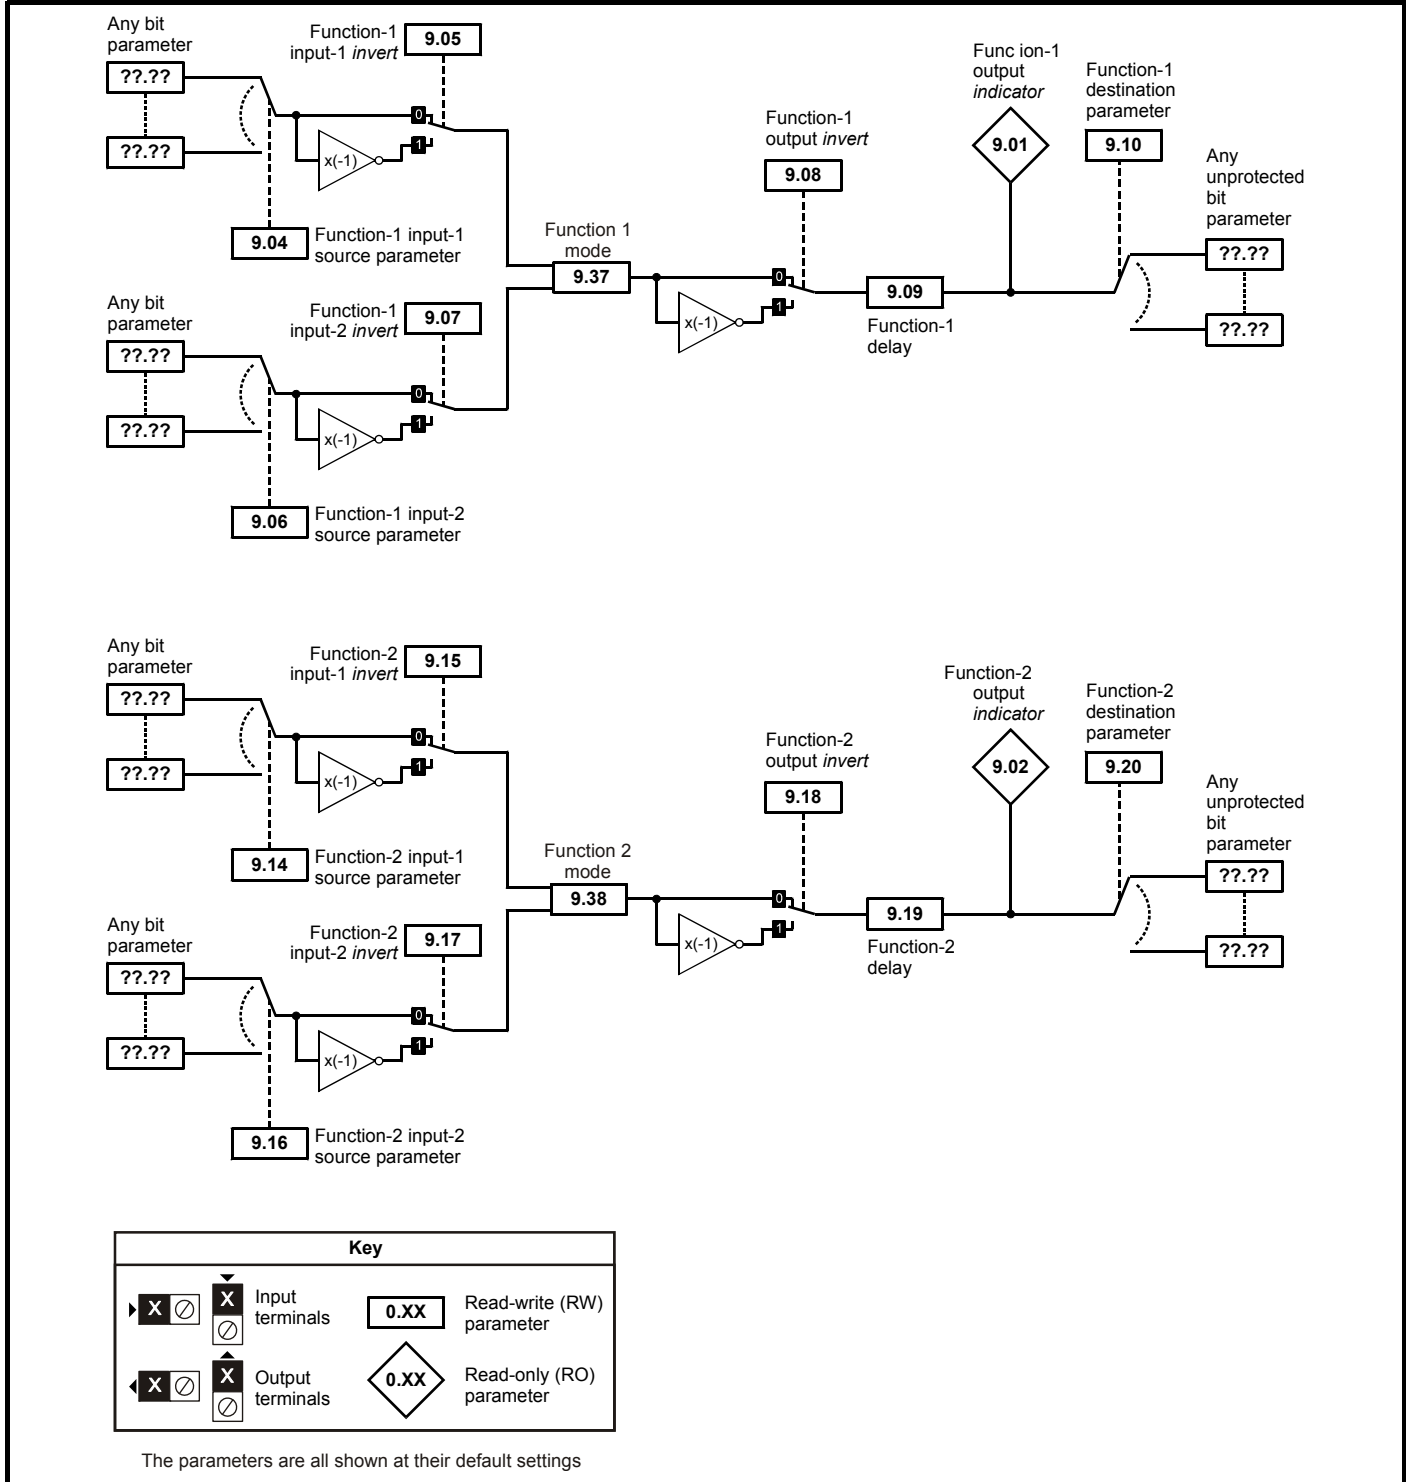 Any bit
parameter
??.??
??.??
Function-1
input-1 invert
9.05
0
1
x(-1)
9.04
Function-1 input-1
source parameter
Any bit
parameter
??.??
??.??
Function-1
input-2 invert
9.07
0
1
x(-1)
9.06
Function-1 input-2
source parameter
Function 1
mode
9.37
x(-1)
Function-1
output invert
9.08
0
1
9.09
Function-1
delay
Func ion-1
output
indicator
9.01
Function-1
destination
parameter
9.10
Any
unprotected
bit
parameter
??.??
??.??
Any bit
parameter
??.??
??.??
Function-2
input-1 invert
9.15
0
1
x(-1)
9.14
Function-2 input-1
source parameter
Any bit
parameter
??.??
??.??
Function-2
input-2 invert
9.17
0
1
x(-1)
9.16
Function-2 input-2
source parameter
Function 2
mode
9.38
x(-1)
Function-2
output invert
9.18
0
1
9.19
Function-2
delay
Function-2
output
indicator
9.02
Function-2
destination
parameter
9.20
Any
unprotected
bit
parameter
??.??
??.??
Key
X
X
Input
terminals
0.XX
Read-write (RW)
parameter
X
X
Output
terminals
0.XX
Read-only (RO)
parameter
The parameters are all shown at their default settings